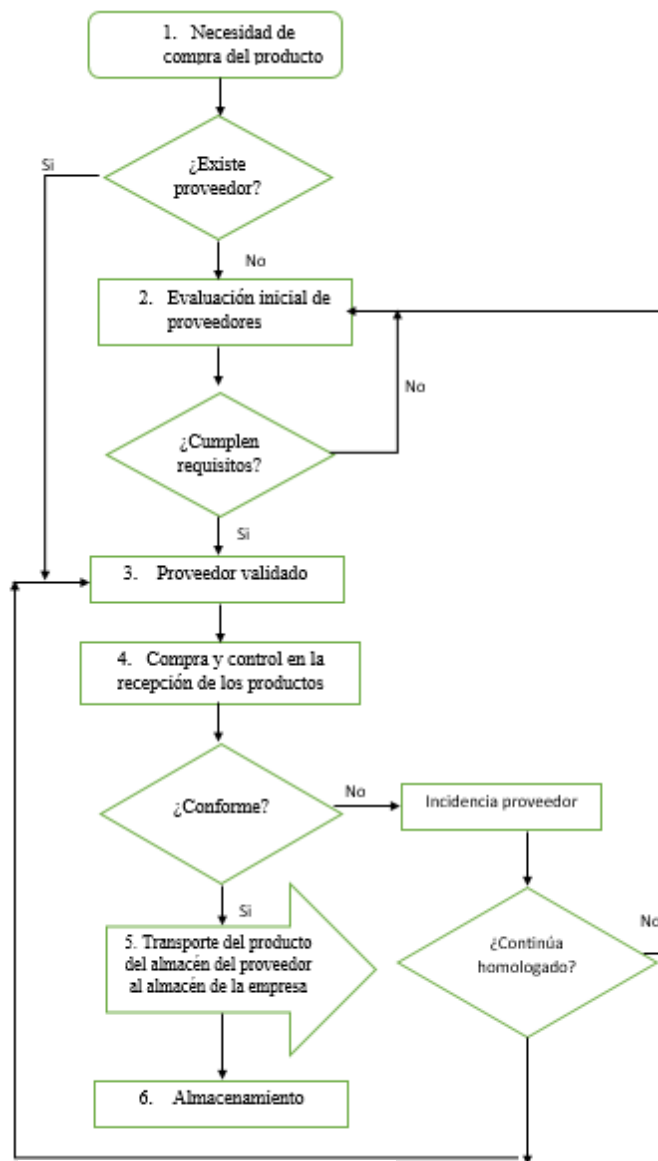 1. Necesidad de
compra del producto
¿Existe
proveedor?
Si
No
2. Evaluación inicial de
proveedores
No
¿Cumplen
requisitos?
Si
3. Proveedor validado
4. Compra y control en la
recepción de los productos
¿Conforme?
No
Incidencia proveedor
Si
5. Transporte del producto
del almacén del proveedor
al almacén de la empresa
¿Continúa
homologado?
No
6. Almacenamiento